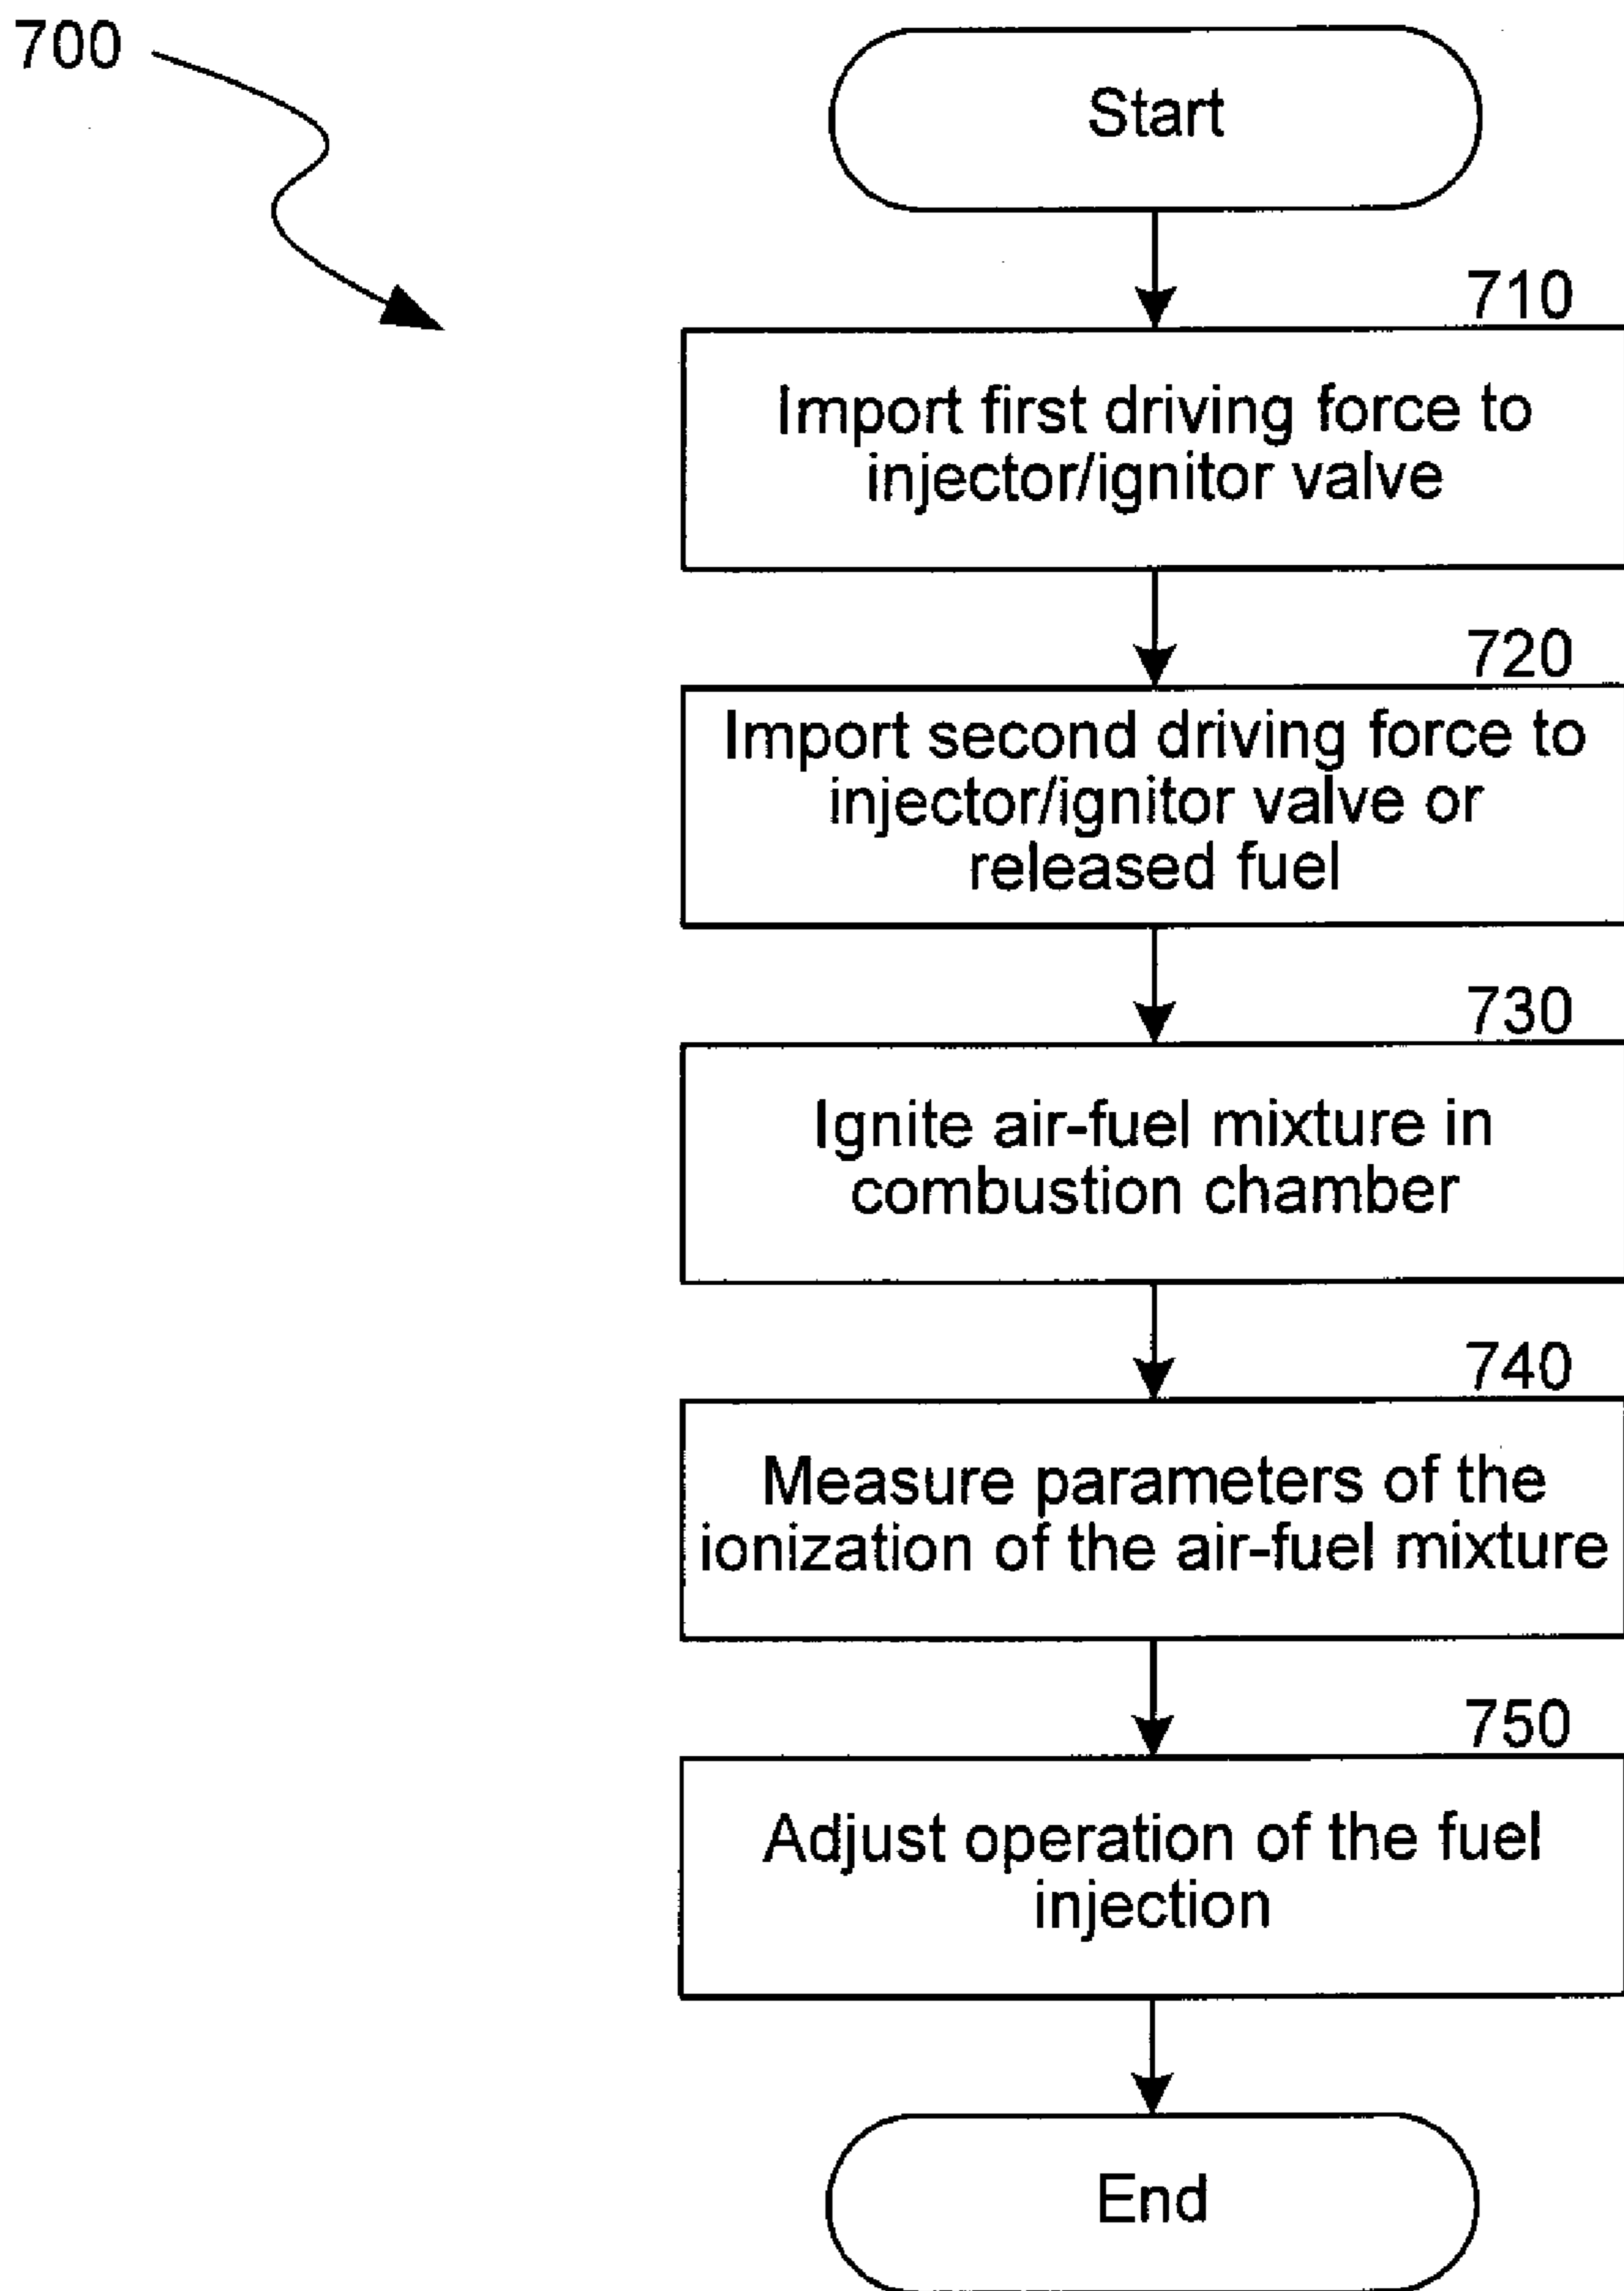 700
Start
710
Import first driving force to
injector/ignitor valve
720
Import second driving force to
injector/ignitor valve or
released fuel
730
Ignite air-fuel mixture in
combustion chamber
740
Measure parameters of the
ionization of the air-fuel mixture
750
Adjust operation of the fuel
injection
End